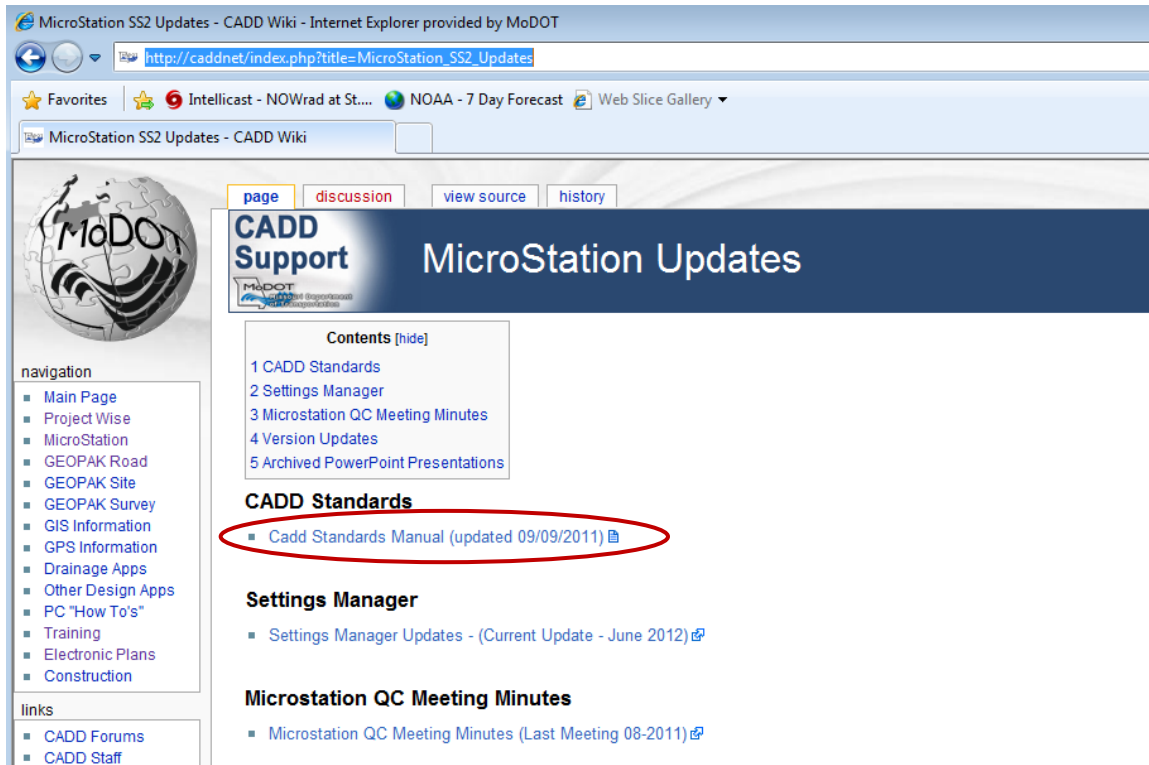 MicroStation SS2 Updates - CADD Wiki - Internet Explorer provided by MoDOT
http://caddnet/index.php?title=MicroStation_SS2_Updates
Favorites Intellicast - NOWrad at St.... NOAA - 7 Day Forecast Web Slice Gallery
MicroStation SS2 Updates - CADD Wiki
page discussion view source history
MoDOT
CADD
Support
MoDOT
Missouri Department
of Transportation
MicroStation Updates
Contents [hide]
1 CADD Standards
2 Settings Manager
3 Microstation QC Meeting Minutes
4 Version Updates
5 Archived PowerPoint Presentations
navigation
Main Page
Project Wise
MicroStation
GEOPAK Road
GEOPAK Site
GEOPAK Survey
GIS Information
GPS Information
Drainage Apps
Other Design Apps
PC "How To's"
Training
Electronic Plans
Construction
links
CADD Forums
CADD Staff
CADD Standards
Cadd Standards Manual (updated 09/09/2011)
Settings Manager
Settings Manager Updates - (Current Update - June 2012)
Microstation QC Meeting Minutes
Microstation QC Meeting Minutes (Last Meeting 08-2011)